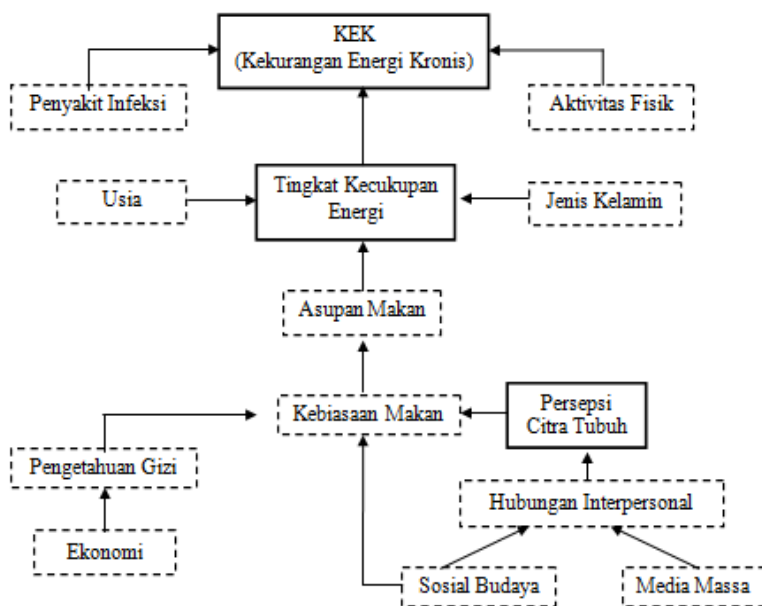 KEK
(Kekurangan Energi Kronis)
Penyakit Infeksi
Aktivitas Fisik
Usia
Tingkat Kecukupan
Energi
Jenis Kelamin
Asupan Makan
Kebiasaan Makan
Persepsi
Citra Tubuh
Pengetahuan Gizi
Hubungan Interpersonal
Ekonomi
Sosial Budaya
Media Massa